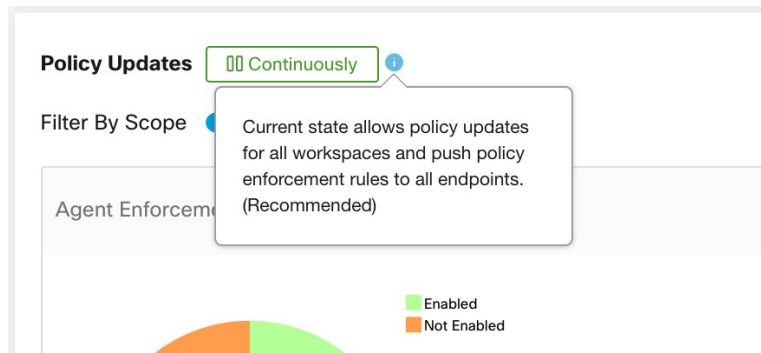 Policy Updates Continuously
Filter By Scope
Current state allows policy updates
for all workspaces and push policy
enforcement rules to all endpoints.
(Recommended)
Agent
Enabled
Not Enabled